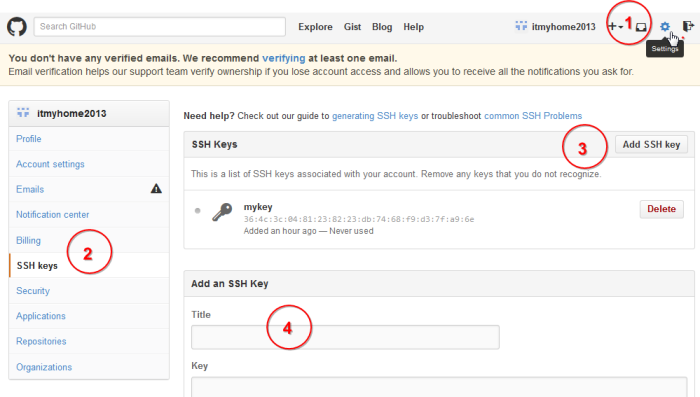 Search GitHub
Explore Gist Blog Help
itmyhome2013
1
Settings
You don't have any verified emails. We recommend verifying at least one email.
Email verification helps our support team verify ownership if you lose account access and allows you to receive all the notifications you ask for.
itmyhome2013
Profile
Account settings
Emails
Notification center
Billing
2
SSH keys
Security
Applications
Repositories
Organizations
Need help? Check out our guide to generating SSH keys or troubleshoot common SSH Problems
SSH Keys
3
Add SSH key
This is a list of SSH keys associated with your account. Remove any keys that you do not recognize.
mykey
36:4c:3c:04:81:23:82:23:db:74:68:f9:d3:7f:a9:6e
Added an hour ago — Never used
Delete
Add an SSH Key
Title
4
Key